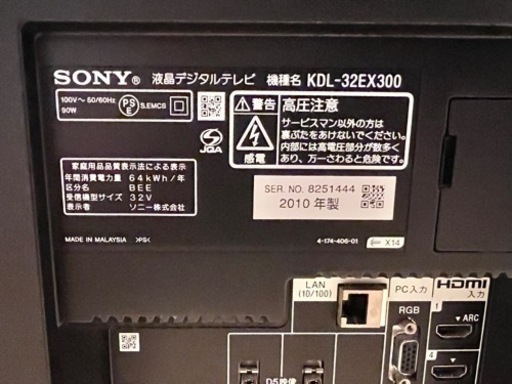 SONY® 液晶デジタルテレビ 機種名 KDL-32EX300
100V～ 50/60Hz
90W
PSE
S.EMCS
JQA
⚠警告 高圧注意
感電
サービスマン以外の方は
裏ぶたをあけないでください。
内部には高電圧部分が数多く
あり、万一さわると危険です。
家庭用品品質表示法による表示
年間消費電力量 64kWh/年
区分名 BEE
受信機型サイズ 32V
ソニー株式会社
SER. NO. 8251444
2010 年製
MADE IN MALAYSIA >PS<
4-174-406-01
X14
LAN
(10/100)
PC入力
RGB
HDMI
入力
1
▼ARC
4
D5映像